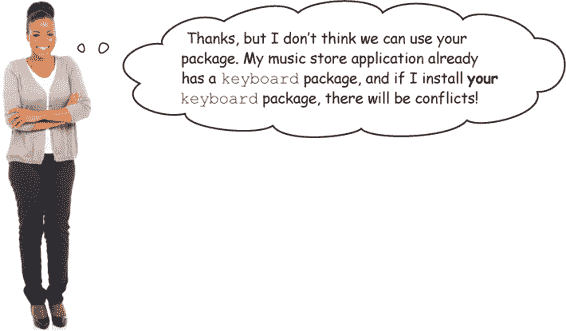 Thanks, but I don't think we can use your
package. My music store application already
has a keyboard package, and if I install your
keyboard package, there will be conflicts!